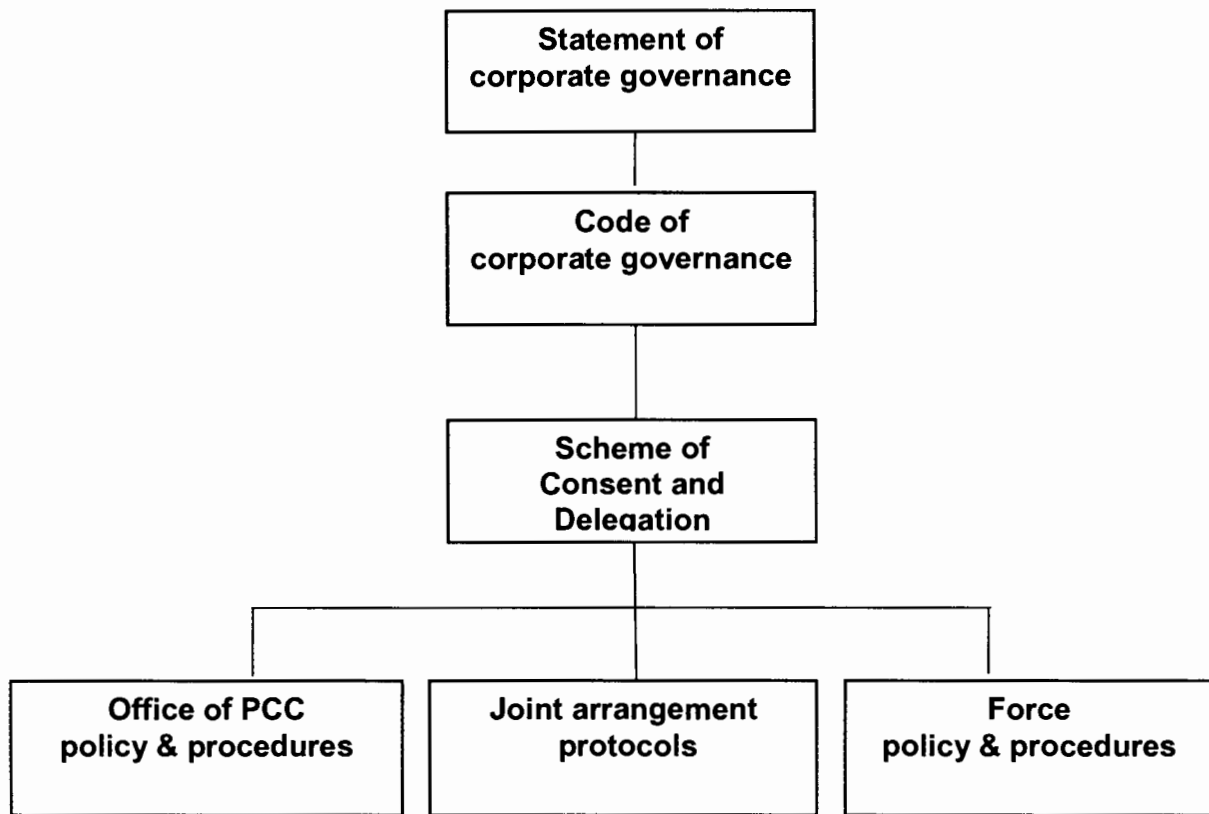 Statement of
corporate governance
Code of
corporate governance
Scheme of
Consent and
Delegation
Office of PCC
policy & procedures
Joint arrangement
protocols
Force
policy & procedures